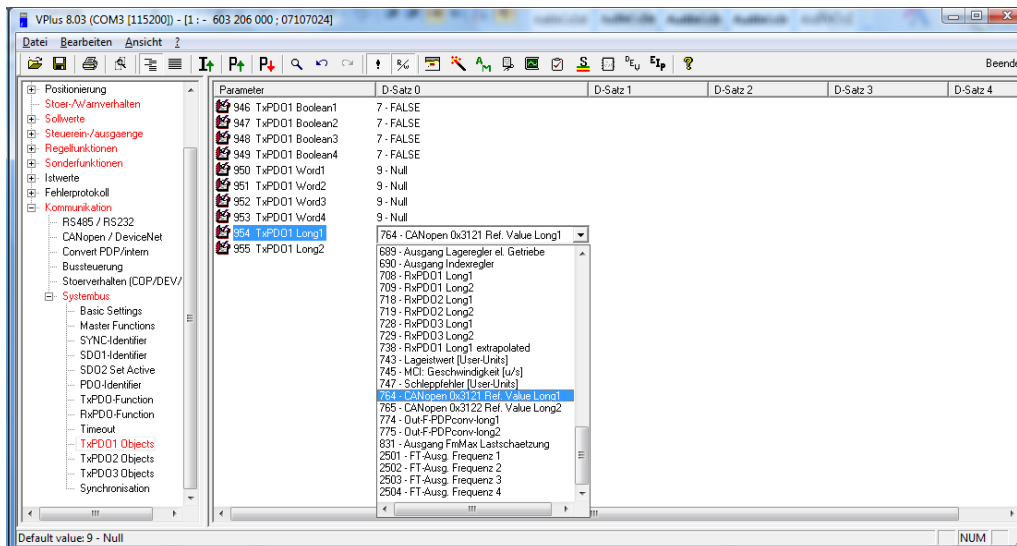 VPlus 8.03 (COM3 [115200]) - [1 : - 603 206 000 ; 07107024]
Datei Bearbeiten Ansicht ?
Beende
Positionierung
Stoer-/Warnverhalten
Sollwerte
Steuerein-/ausgaenge
Regelfunktionen
Sonderfunktionen
Istwerte
Fehlerprotokoll
Kommunikation
RS485 / RS232
CANopen / DeviceNet
Convert PDP/intern
Bussteuerung
Stoerverhalten (COP/DEV/
Systembus
Basic Settings
Master Functions
SYNC-Identifier
SDO1-Identifier
SDO2 Set Active
PDO-Identifier
TxPDO-Function
RxPDO-Function
Timeout
TxPDO1 Objects
TxPDO2 Objects
TxPDO3 Objects
Synchronisation
Parameter D-Satz 0 D-Satz 1 D-Satz 2 D-Satz 3 D-Satz 4
946 TxPDO1 Boolean1 7 - FALSE
947 TxPDO1 Boolean2 7 - FALSE
948 TxPDO1 Boolean3 7 - FALSE
949 TxPDO1 Boolean4 7 - FALSE
950 TxPDO1 Word1 9 - Null
951 TxPDO1 Word2 9 - Null
952 TxPDO1 Word3 9 - Null
953 TxPDO1 Word4 9 - Null
954 TxPDO1 Long1 764 - CANopen 0x3121 Ref. Value Long1
955 TxPDO1 Long2
689 - Ausgang Lageregler el. Getriebe
690 - Ausgang Indexregler
708 - RxPDO1 Long1
709 - RxPDO1 Long2
718 - RxPDO2 Long1
719 - RxPDO2 Long2
728 - RxPDO3 Long1
729 - RxPDO3 Long2
738 - RxPDO1 Long1 extrapolated
743 - Lageistwert [User-Units]
745 - MCI: Geschwindigkeit [u/s]
747 - Schleppfehler [User-Units]
764 - CANopen 0x3121 Ref. Value Long1
765 - CANopen 0x3122 Ref. Value Long2
774 - Out-F-PDPconv-long1
775 - Out-F-PDPconv-long2
831 - Ausgang FmMax Lastschaetzung
2501 - FT-Ausg. Frequenz 1
2502 - FT-Ausg. Frequenz 2
2503 - FT-Ausg. Frequenz 3
2504 - FT-Ausg. Frequenz 4
Default value: 9 - Null NUM